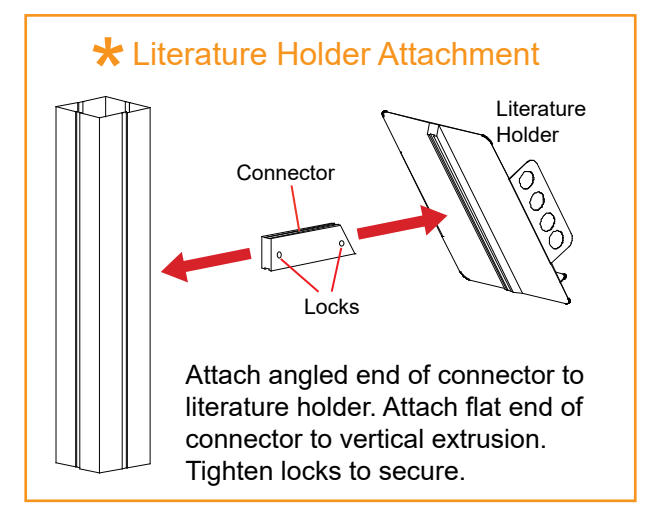 * Literature Holder Attachment
Literature
Holder
Connector
Locks
Attach angled end of connector to
literature holder. Attach flat end of
connector to vertical extrusion.
Tighten locks to secure.